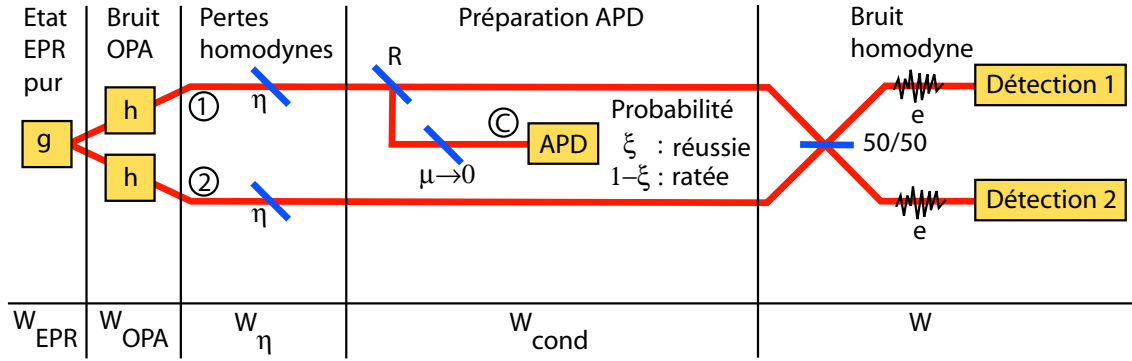 Etat
EPR
pur
Bruit
OPA
Pertes
homodynes
Préparation APD
Bruit
homodyne
g
h
h
1
2
η
η
R
μ→0
C
APD
Probabilité
ξ : réussie
1–ξ : ratée
50/50
e
e
Détection 1
Détection 2
W EPR
W OPA
W η
W cond
W